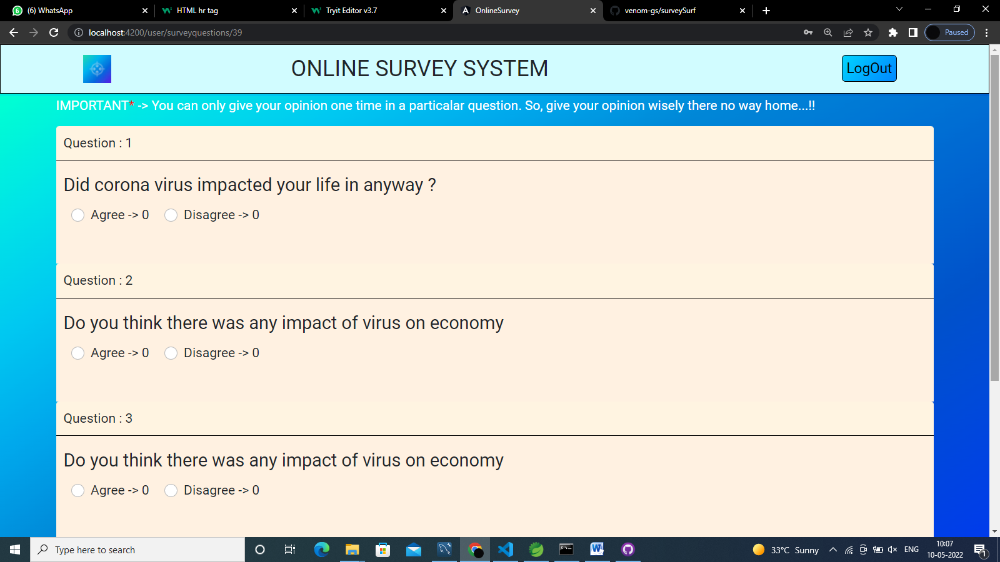 (6) WhatsApp
HTML hr tag
Tryit Editor v3.7
OnlineSurvey
venom-gs/surveySurf
localhost:4200/user/surveyquestions/39
Paused
ONLINE SURVEY SYSTEM
LogOut
IMPORTANT* -> You can only give your opinion one time in a particalar question. So, give your opinion wisely there no way home...!!
Question : 1
Did corona virus impacted your life in anyway ?
Agree -> 0 Disagree -> 0
Question : 2
Do you think there was any impact of virus on economy
Agree -> 0 Disagree -> 0
Question : 3
Do you think there was any impact of virus on economy
Agree -> 0 Disagree -> 0
Type here to search
33°C Sunny
ENG
10:07
10-05-2022
1